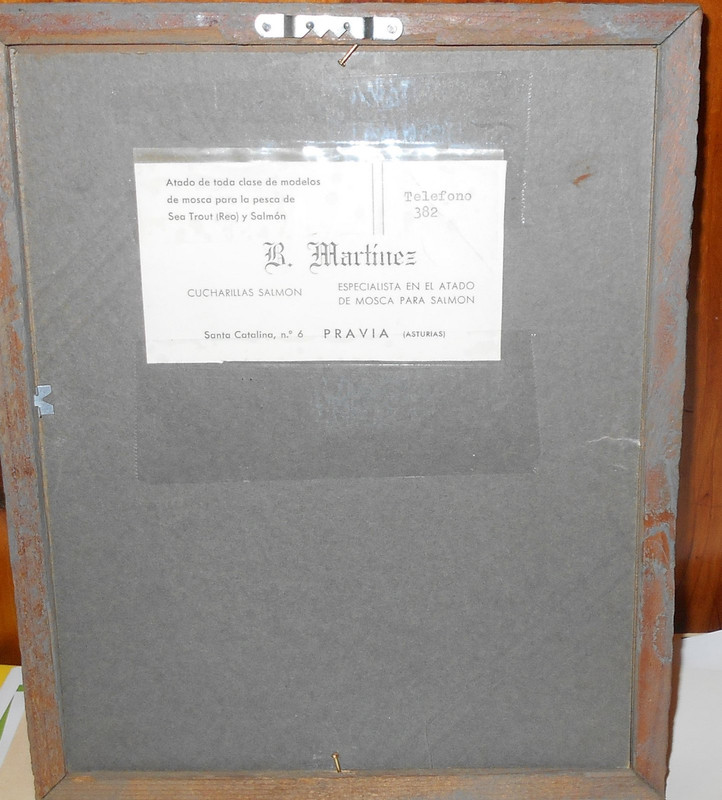 Atado de toda clase de modelos
de mosca para la pesca de
Sea Trout (Reo) y Salmón
Telefono
382
B. Martínez
CUCHARILLAS SALMON
ESPECIALISTA EN EL ATADO
DE MOSCA PARA SALMON
Santa Catalina, n.º 6 PRAVIA (ASTURIAS)